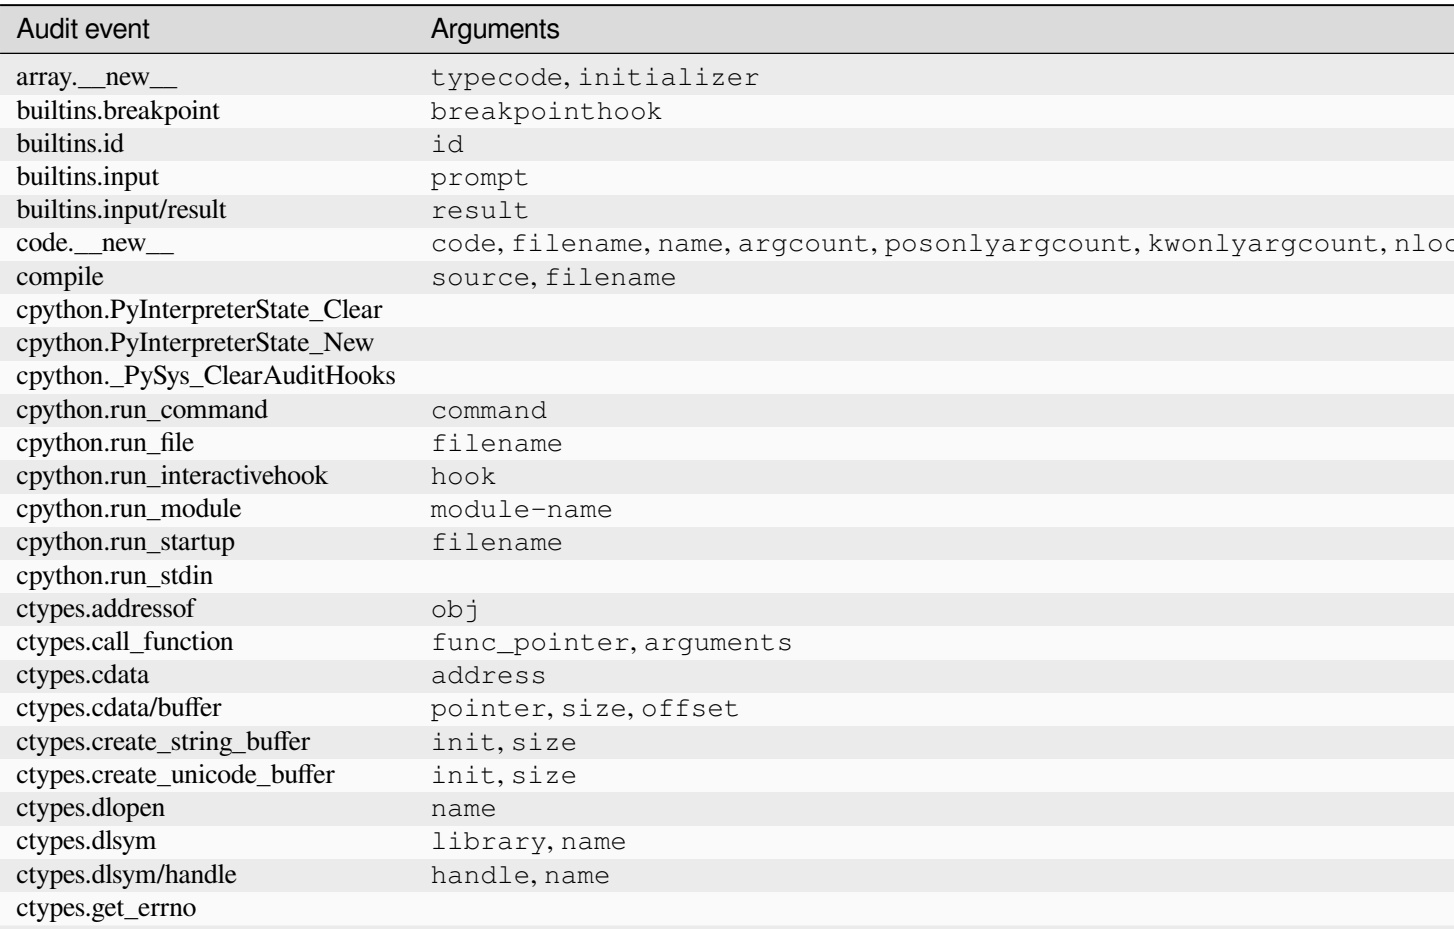 Audit event Arguments
array.__new__ typecode, initializer
builtins.breakpoint breakpointhook
builtins.id id
builtins.input prompt
builtins.input/result result
code.__new__ code, filename, name, argcount, posonlyargcount, kwonlyargcount, nloc
compile source, filename
cpython.PyInterpreterState_Clear
cpython.PyInterpreterState_New
cpython._PySys_ClearAuditHooks
cpython.run_command command
cpython.run_file filename
cpython.run_interactivehook hook
cpython.run_module module-name
cpython.run_startup filename
cpython.run_stdin
ctypes.addressof obj
ctypes.call_function func_pointer, arguments
ctypes.cdata address
ctypes.cdata/buffer pointer, size, offset
ctypes.create_string_buffer init, size
ctypes.create_unicode_buffer init, size
ctypes.dlopen name
ctypes.dlsym library, name
ctypes.dlsym/handle handle, name
ctypes.get_errno